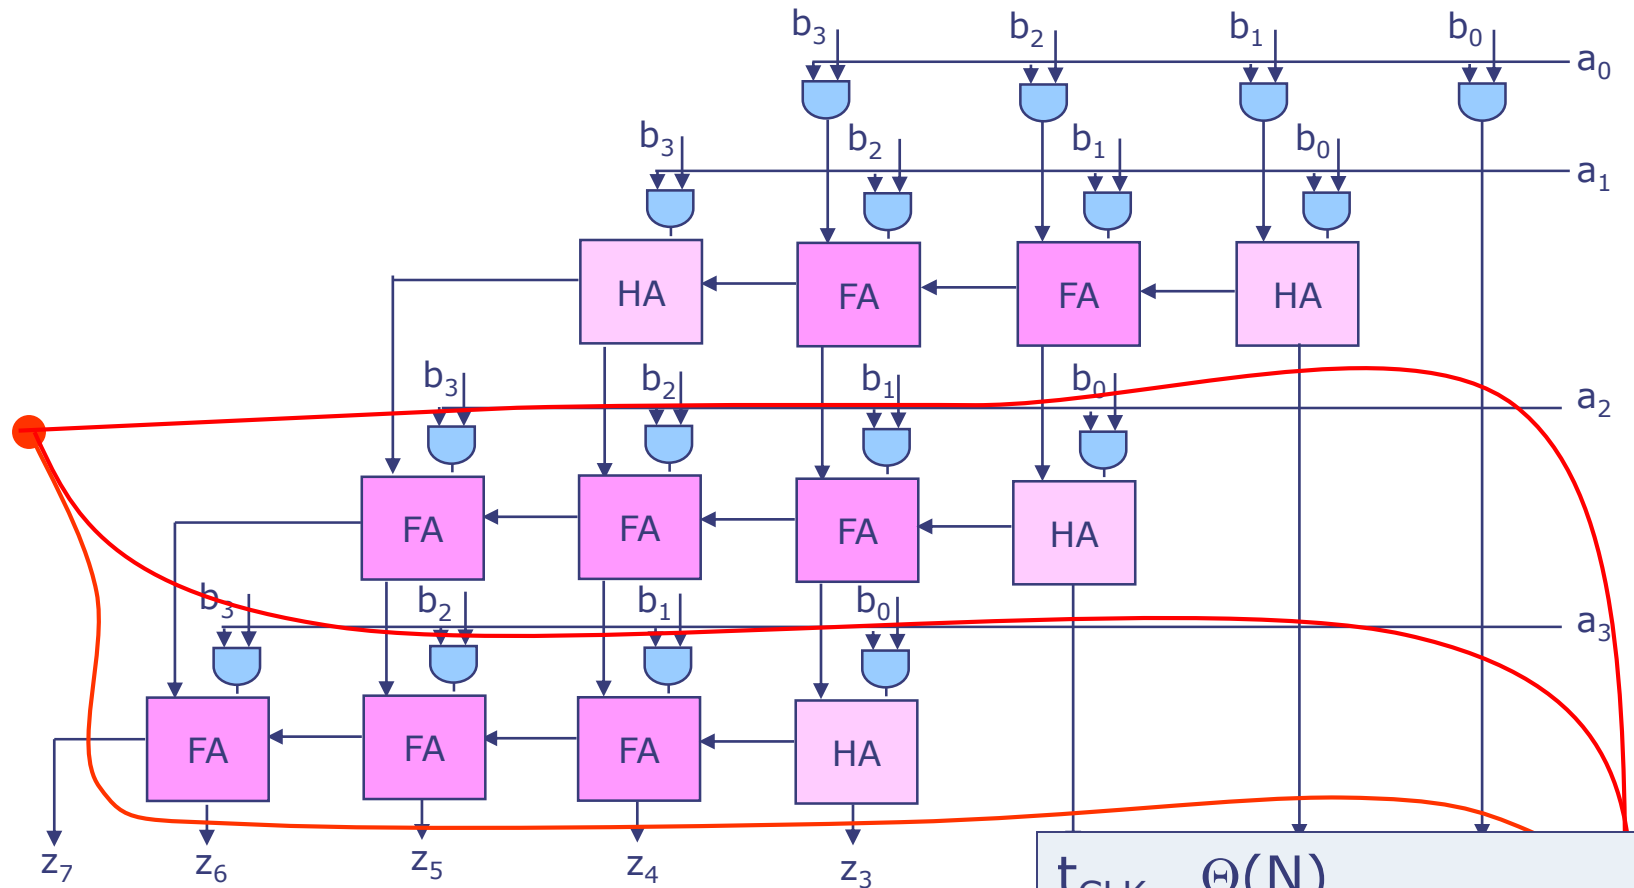 b₃ b₂ b₁ b₀
a₀
b₃ b₂ b₁ b₀
a₁
HA FA FA HA
b₃ b₂ b₁ b₀
a₂
FA FA FA HA
b₃ b₂ b₁ b₀
a₃
FA FA FA HA
z₇ z₆ z₅ z₄ z₃
t_CLK Θ(N)